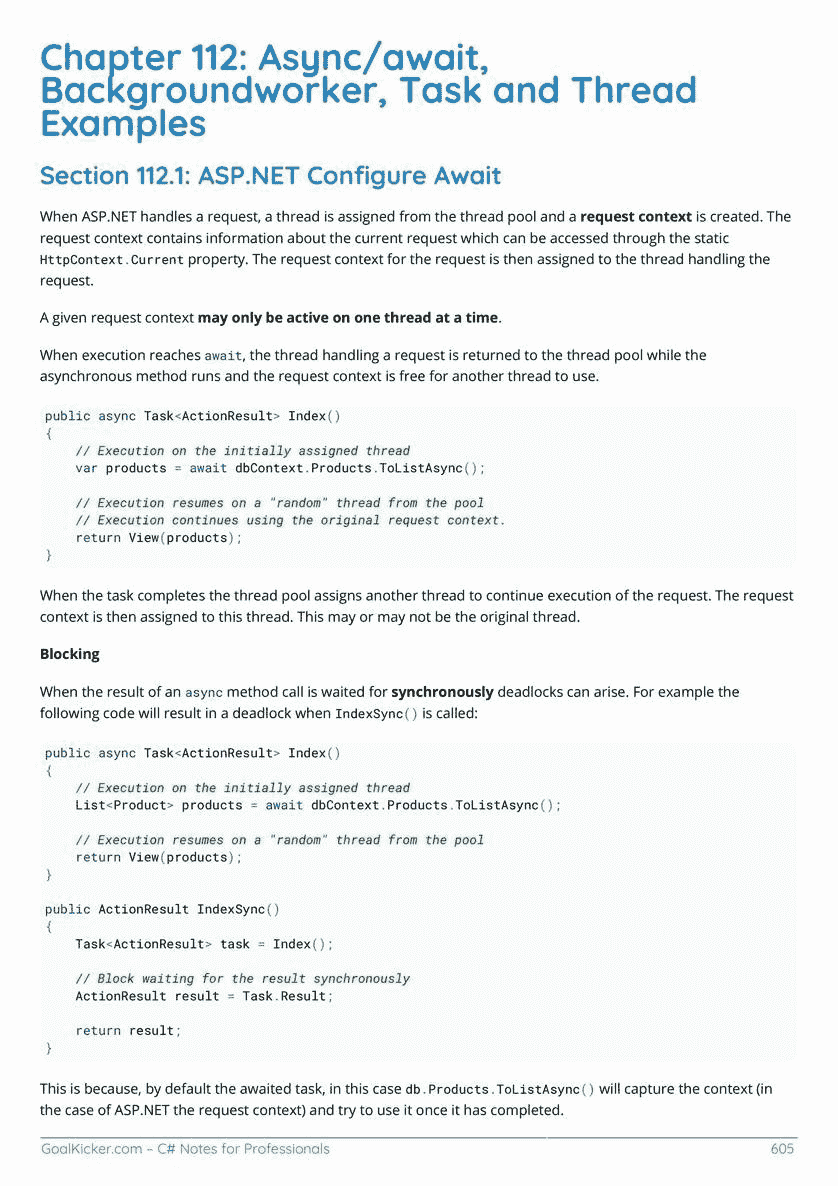 Chapter 112: Async/await,
Backgroundworker, Task and Thread
Examples
Section 112.1: ASP.NET Configure Await
When ASP.NET handles a request, a thread is assigned from the thread pool and a request context is created. The
request context contains information about the current request which can be accessed through the static
HttpContext.Current property. The request context for the request is then assigned to the thread handling the
request.
A given request context may only be active on one thread at a time.
When execution reaches await, the thread handling a request is returned to the thread pool while the
asynchronous method runs and the request context is free for another thread to use.
public async Task<ActionResult> Index()
{
    // Execution on the initially assigned thread
    var products = await dbContext.Products.ToListAsync();
    // Execution resumes on a "random" thread from the pool
    // Execution continues using the original request context.
    return View(products);
}
When the task completes the thread pool assigns another thread to continue execution of the request. The request
context is then assigned to this thread. This may or may not be the original thread.
Blocking
When the result of an async method call is waited for synchronously deadlocks can arise. For example the
following code will result in a deadlock when IndexSync() is called:
public async Task<ActionResult> Index()
{
    // Execution on the initially assigned thread
    List<Product> products = await dbContext.Products.ToListAsync();
    // Execution resumes on a "random" thread from the pool
    return View(products);
}
public ActionResult IndexSync()
{
    Task<ActionResult> task = Index();
    // Block waiting for the result synchronously
    ActionResult result = Task.Result;
    return result;
}
This is because, by default the awaited task, in this case db.Products.ToListAsync() will capture the context (in
the case of ASP.NET the request context) and try to use it once it has completed.
GoalKicker.com – C# Notes for Professionals 605